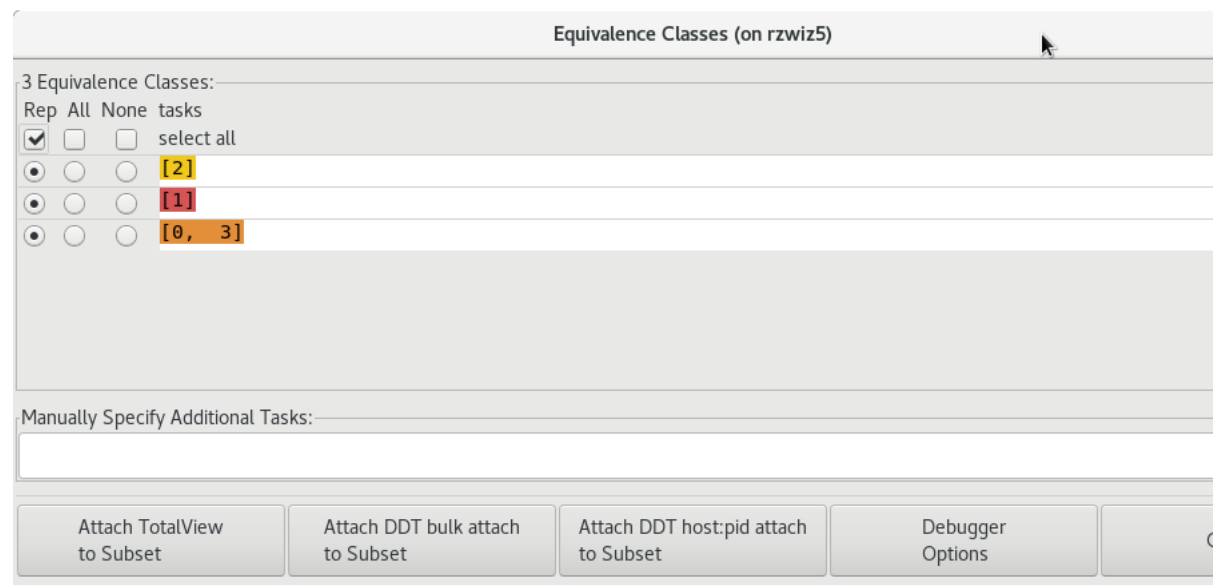 Equivalence Classes (on rzwiz5)
3 Equivalence Classes:
Rep All None tasks
select all
[2]
[1]
[0, 3]
Manually Specify Additional Tasks:
Attach TotalView
to Subset
Attach DDT bulk attach
to Subset
Attach DDT host:pid attach
to Subset
Debugger
Options